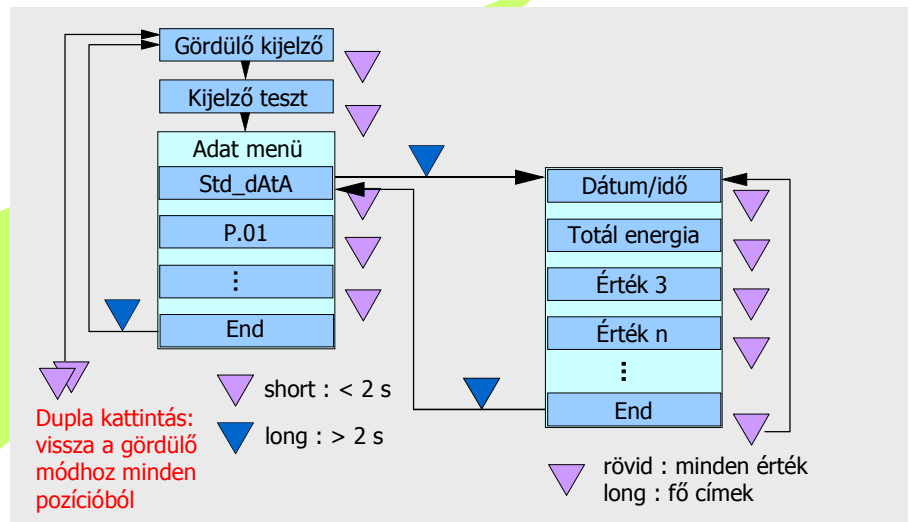 Gördülő kijelző
Kijelző teszt
Adat menü
Std_dAtA
P.01
⋮
End
Dátum/idő
Totál energia
Érték 3
Érték n
⋮
End
short : < 2 s
long : > 2 s
Dupla kattintás:
vissza a gördülő
módhoz minden
pozícióból
rövid : minden érték
long : fő címek